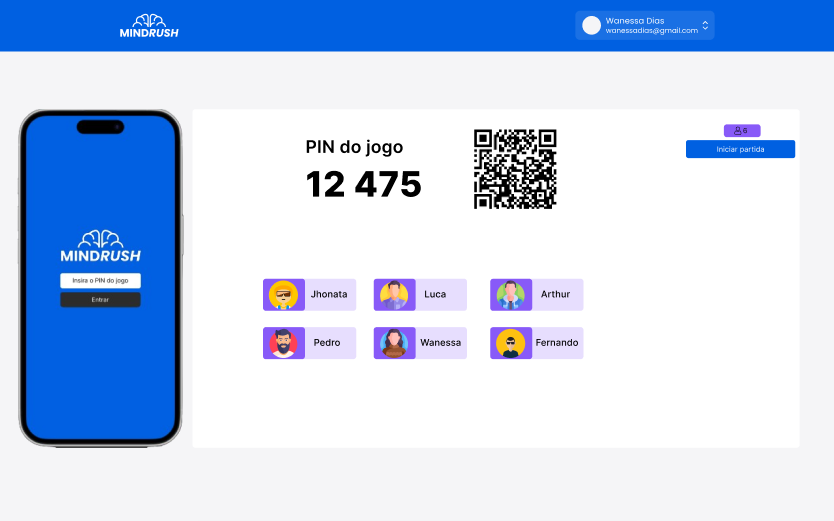 MINDRUSH
Wanessa Dias
wanessadias@gmail.com
MINDRUSH
Insira o PIN do jogo
Entrar
PIN do jogo
12 475
6
Iniciar partida
Jhonata
Luca
Arthur
Pedro
Wanessa
Fernando